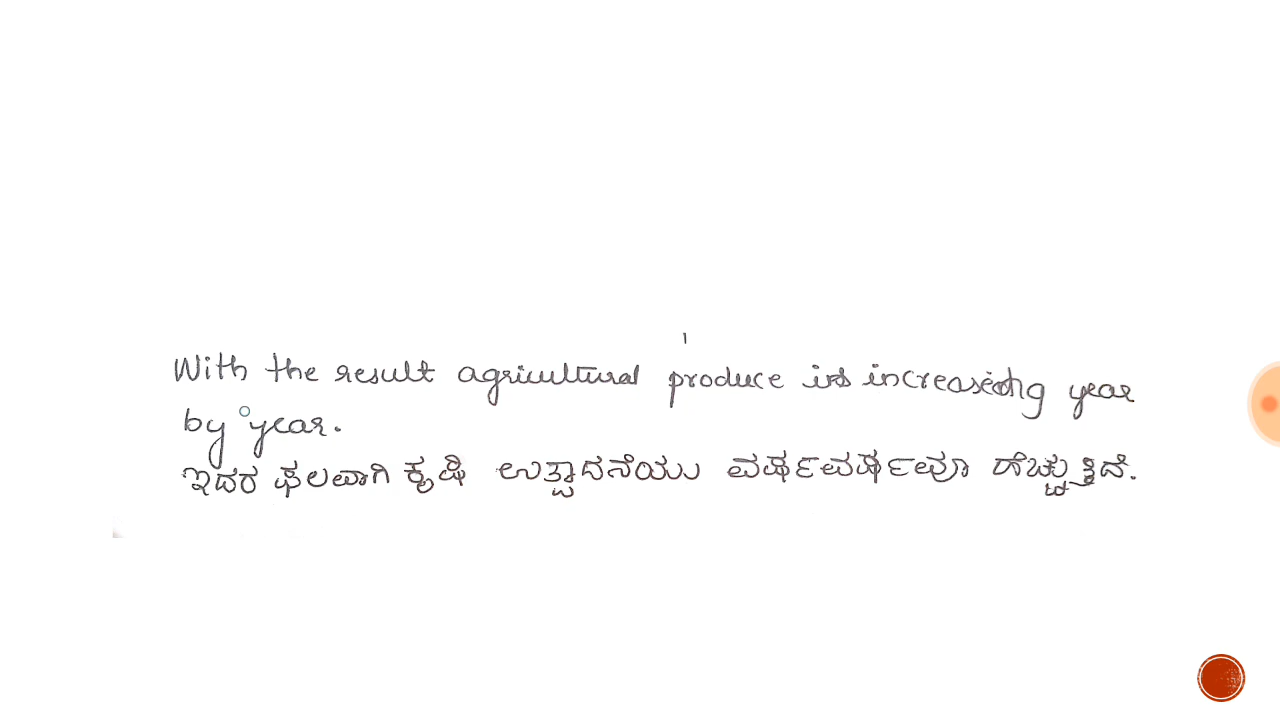 With the result agricultural produce is increasing year
by year.
ಇದರ ಫಲವಾಗಿ ಕೃಷಿ ಉತ್ಪಾದನೆಯು ವರ್ಷವರ್ಷವೂ ಹೆಚ್ಚುತ್ತಿದೆ.